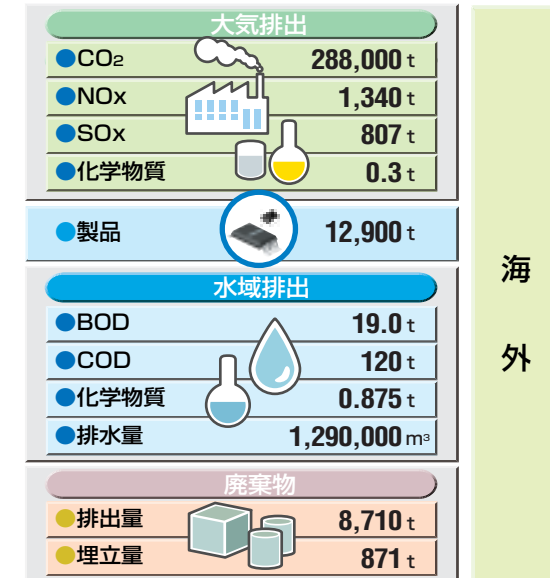 大気排出
●CO₂ 288,000 t
●NOx 1,340 t
●SOx 807 t
●化学物質 0.3 t
●製品 12,900 t
水域排出
●BOD 19.0 t
●COD 120 t
●化学物質 0.875 t
●排水量 1,290,000 m³
廃棄物
●排出量 8,710 t
●埋立量 871 t
海外